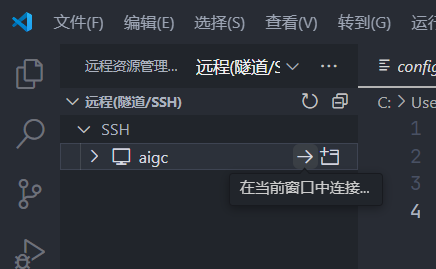 文件(F) 编辑(E) 选择(S) 查看(V) 转到(G) 运行
远程资源管理... 远程(隧道/S ... config
远程(隧道/SSH) C: > Use
SSH 1
aigc 2
在当前窗口中连接... 3
4